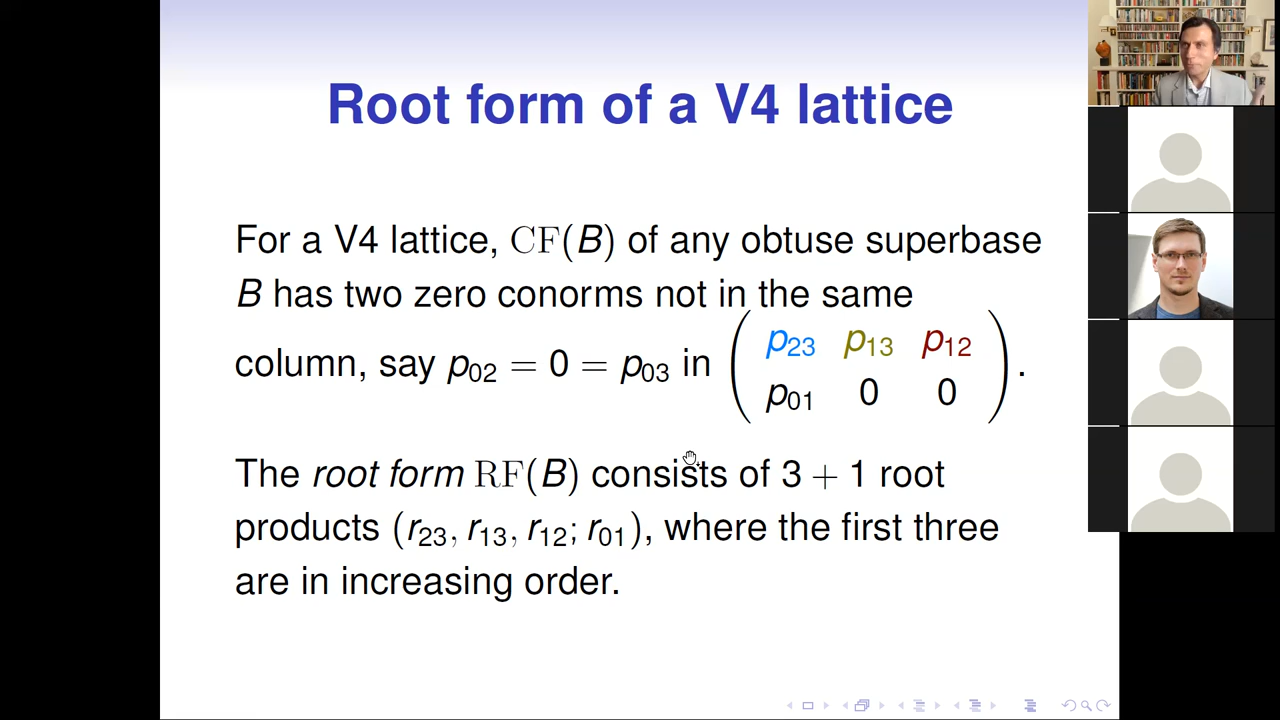 Root form of a V4 lattice
For a V4 lattice, CF(B) of any obtuse superbase
B has two zero conorms not in the same
column, say p₀₂ = 0 = p₀₃ in ( p₂₃ p₁₃ p₁₂
p₀₁ 0 0 ).
The root form RF(B) consists of 3 + 1 root
products (r₂₃, r₁₃, r₁₂; r₀₁), where the first three
are in increasing order.